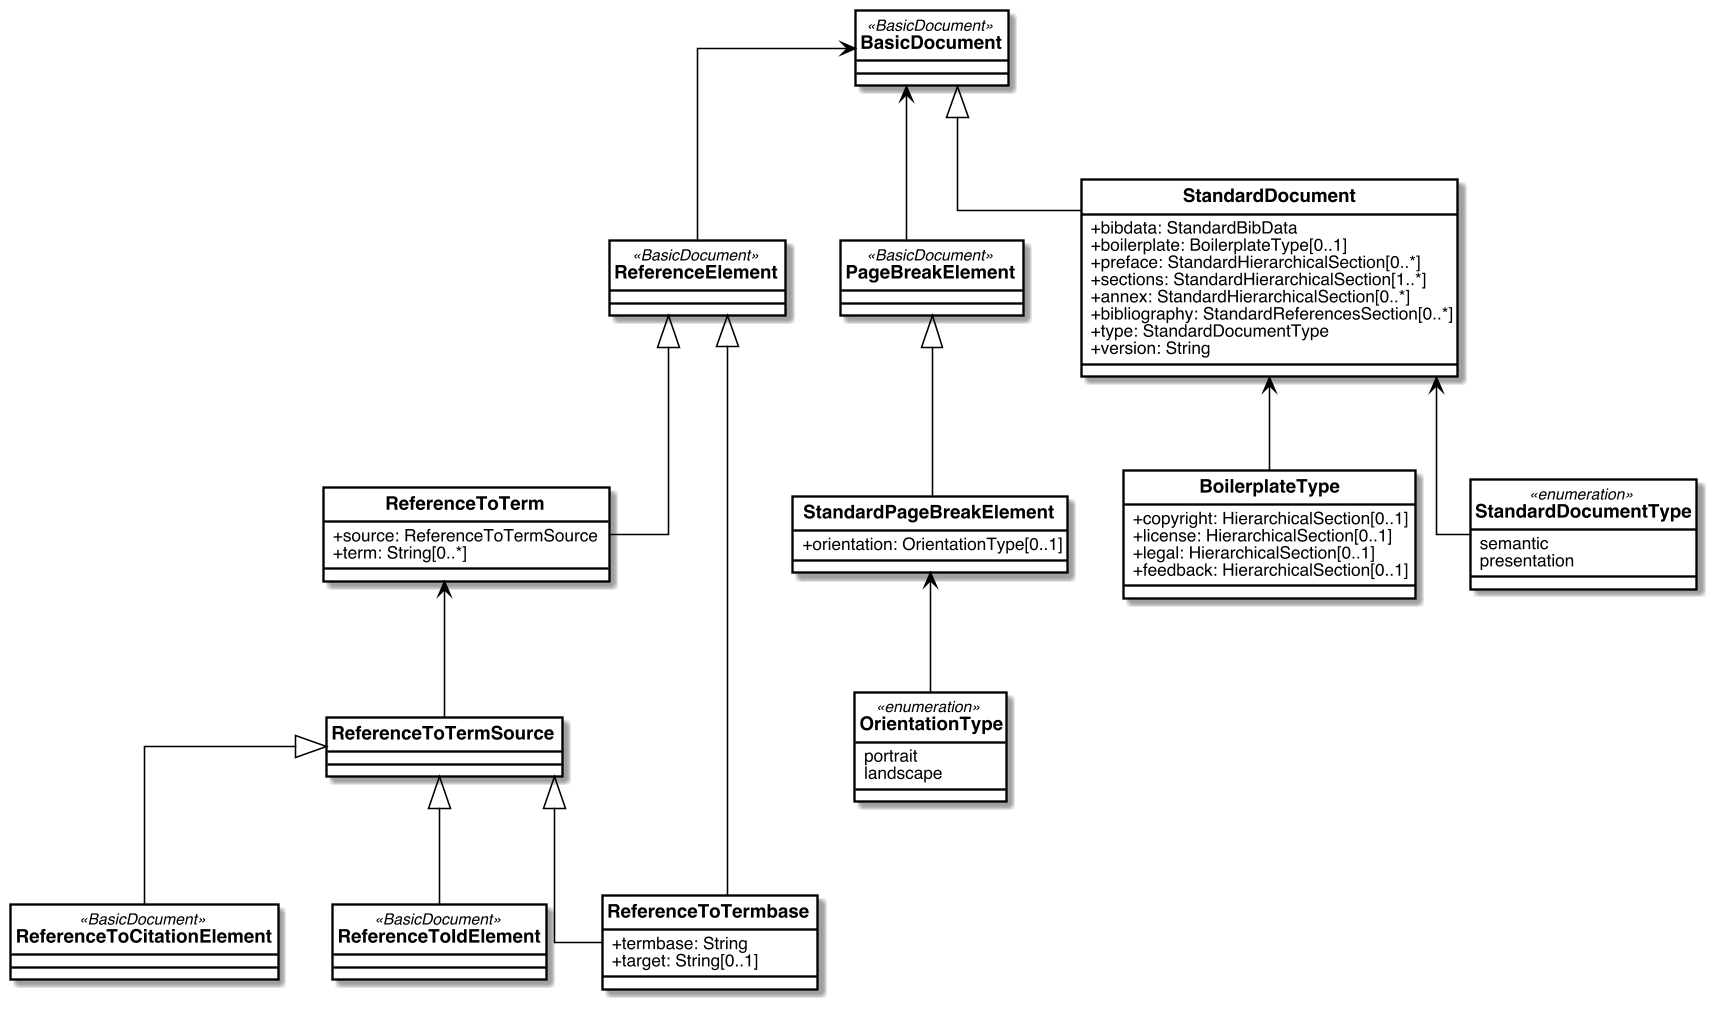 «BasicDocument»
BasicDocument
StandardDocument
+bibdata: StandardBibData
+boilerplate: BoilerplateType[0..1]
+preface: StandardHierarchicalSection[0..*]
+sections: StandardHierarchicalSection[1..*]
+annex: StandardHierarchicalSection[0..*]
+bibliography: StandardReferencesSection[0..*]
+type: StandardDocumentType
+version: String
«BasicDocument»
ReferenceElement
«BasicDocument»
PageBreakElement
ReferenceToTerm
+source: ReferenceToTermSource
+term: String[0..*]
StandardPageBreakElement
+orientation: OrientationType[0..1]
BoilerplateType
+copyright: HierarchicalSection[0..1]
+license: HierarchicalSection[0..1]
+legal: HierarchicalSection[0..1]
+feedback: HierarchicalSection[0..1]
«enumeration»
StandardDocumentType
semantic
presentation
ReferenceToTermSource
«enumeration»
OrientationType
portrait
landscape
«BasicDocument»
ReferenceToCitationElement
«BasicDocument»
ReferenceToIdElement
ReferenceToTermbase
+termbase: String
+target: String[0..1]